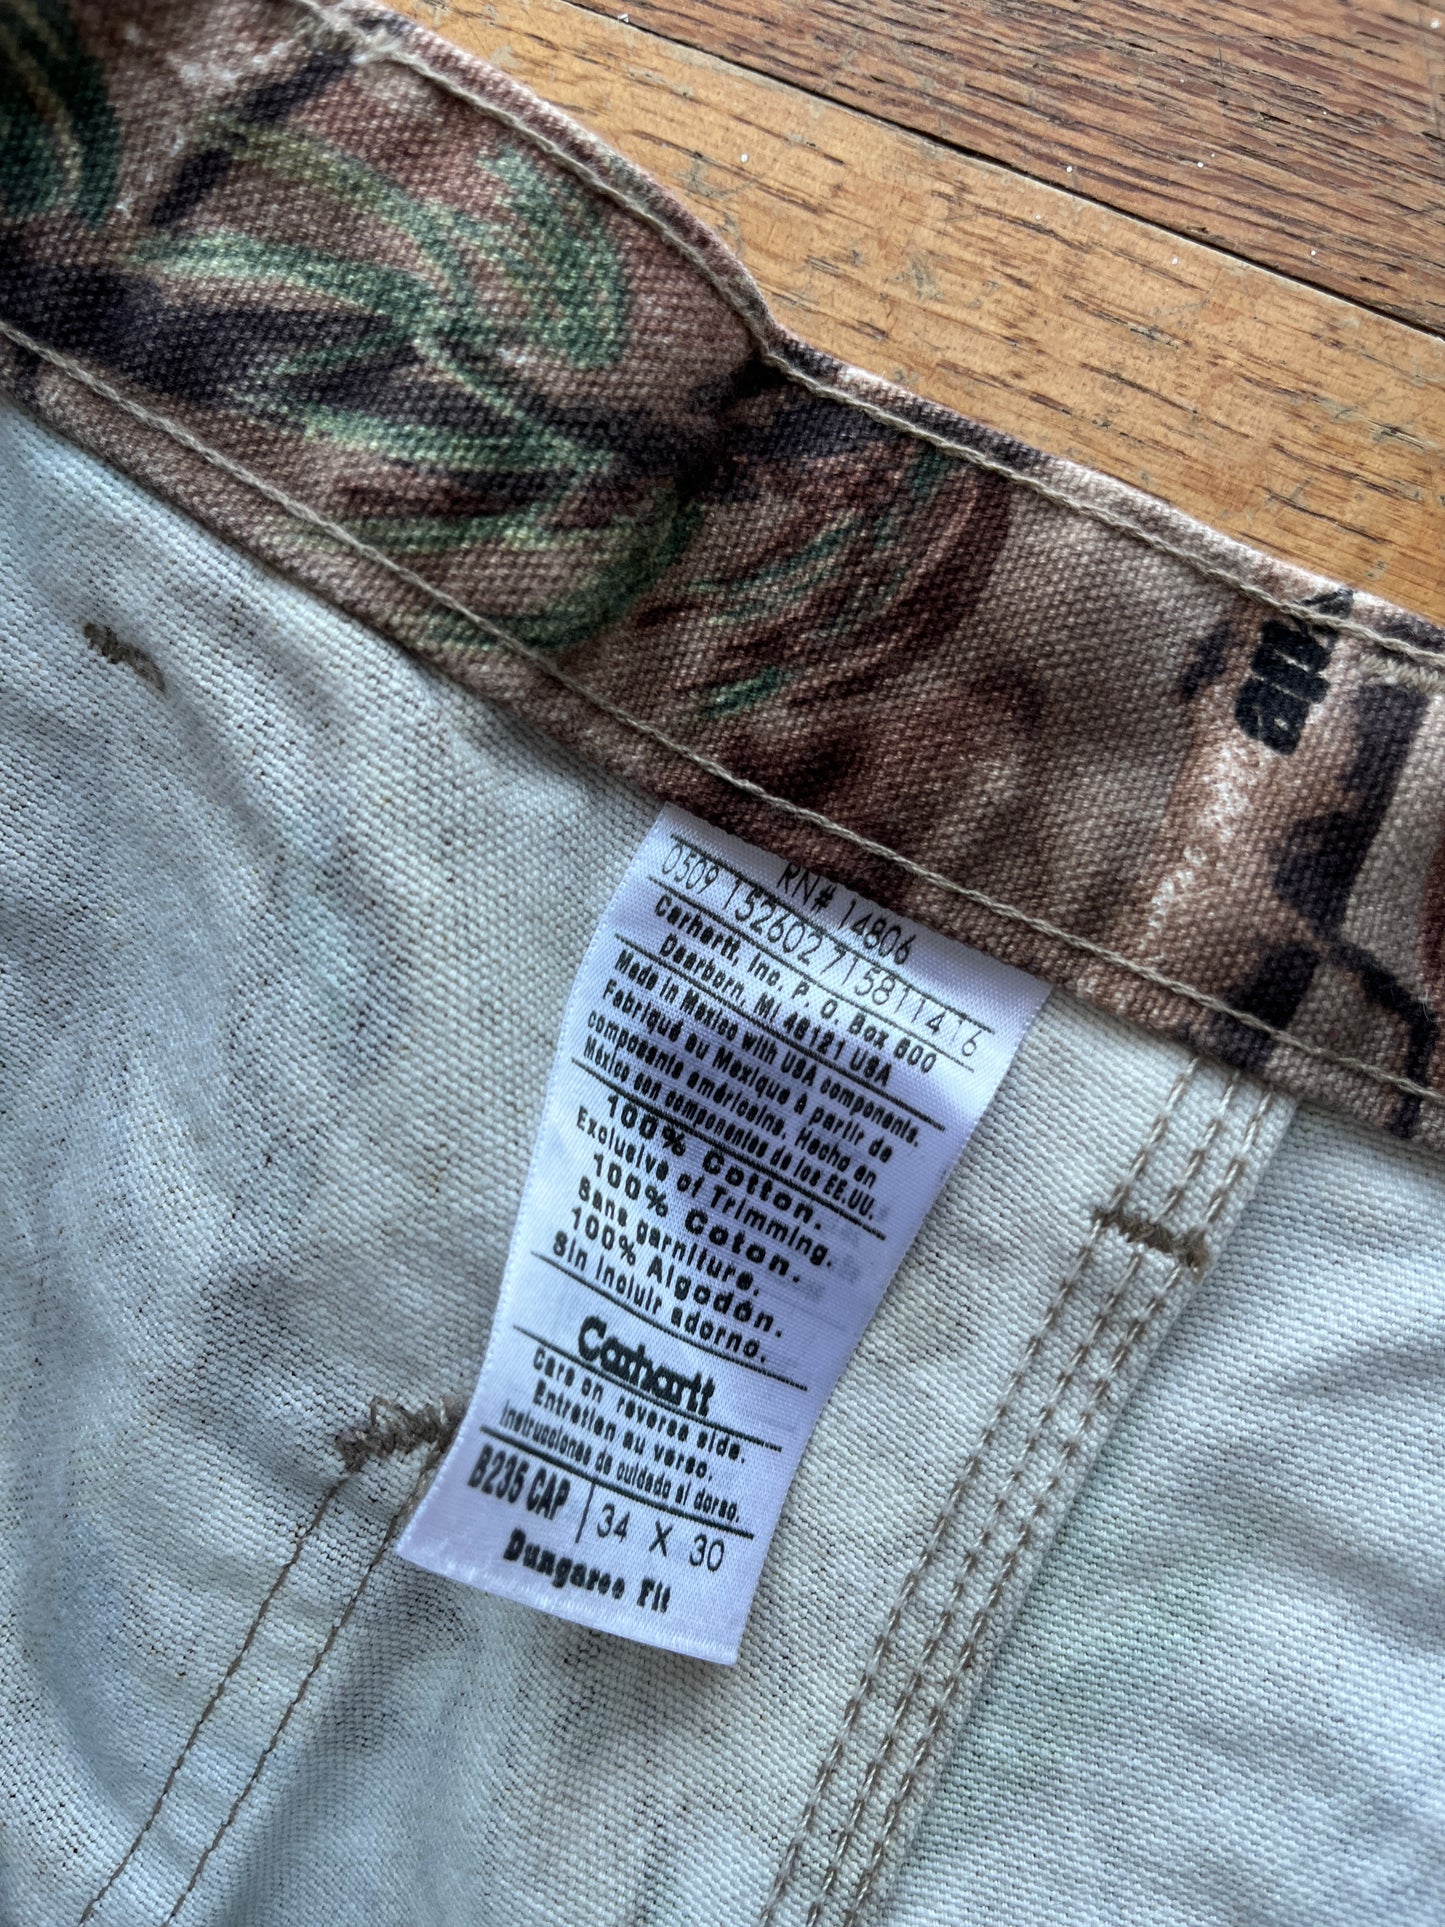 RN# 14806
0509 152602 71581 1416
Carhartt, Inc. P. O. Box 600
Dearborn, MI 48121 USA
Made in Mexico with USA components.
Fabriqué au Mexique à partir de
composants américains. Hecho en
México con componentes de los EE.UU.
100% Cotton.
Exclusive of Trimming.
100% Coton.
Sans garniture.
100% Algodón.
Sin incluir adorno.
Carhartt
Care on reverse side.
Entretien au verso.
Instrucciones de cuidado al dorso.
B235 CAP | 34 X 30
Dungaree Fit